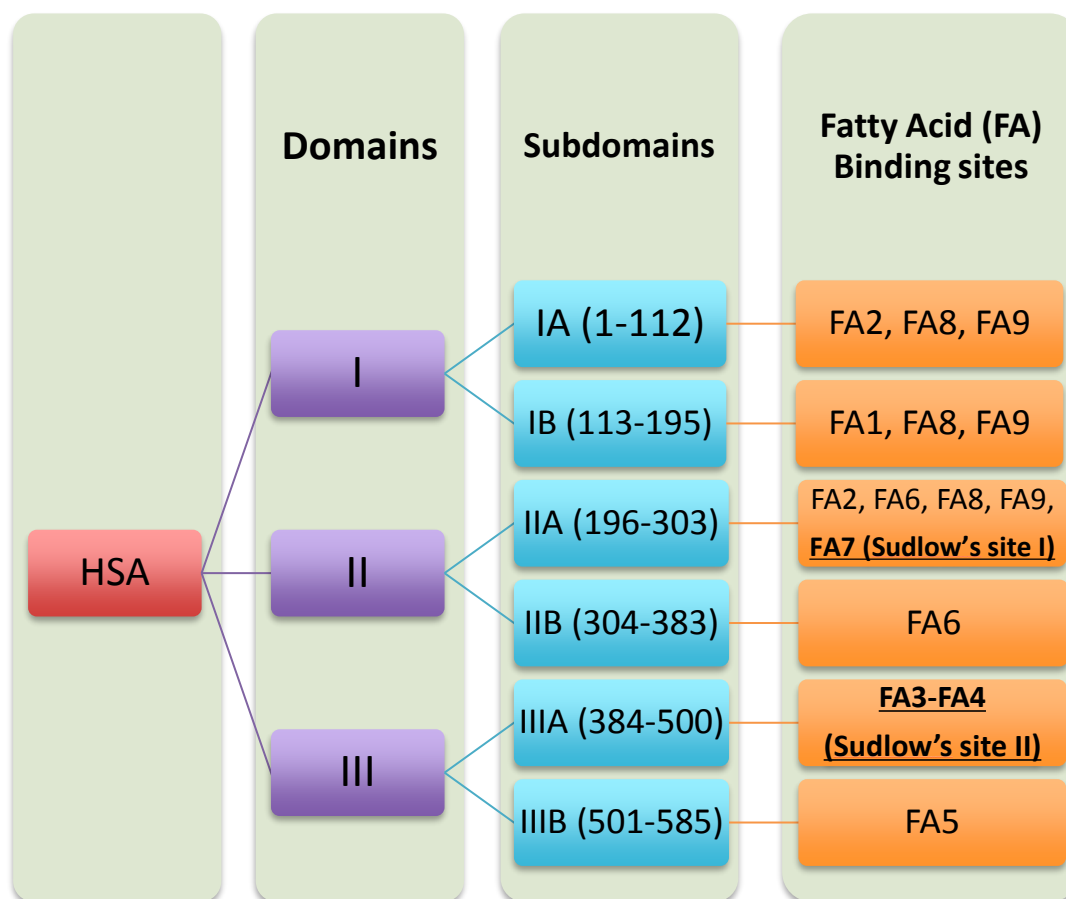 Domains
Subdomains
Fatty Acid (FA)
Binding sites
HSA
I
II
III
IA (1-112)
IB (113-195)
IIA (196-303)
IIB (304-383)
IIIA (384-500)
IIIB (501-585)
FA2, FA8, FA9
FA1, FA8, FA9
FA2, FA6, FA8, FA9,
FA7 (Sudlow's site I)
FA6
FA3-FA4
(Sudlow's site II)
FA5